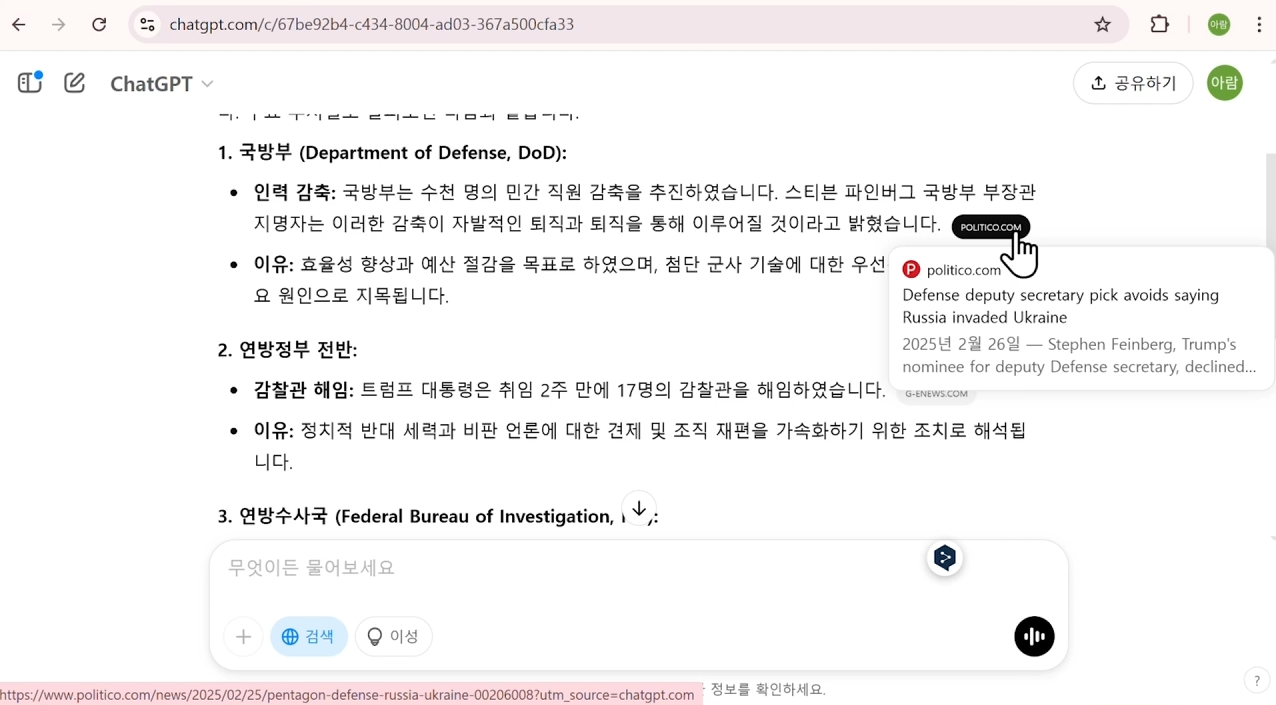 chatgpt.com/c/67be92b4-c434-8004-ad03-367a500cfa33
아람
ChatGPT
공유하기
아람
1. 국방부 (Department of Defense, DoD):
• 인력 감축: 국방부는 수천 명의 민간 직원 감축을 추진하였습니다. 스티븐 파인버그 국방부 부장관
지명자는 이러한 감축이 자발적인 퇴직과 퇴직을 통해 이루어질 것이라고 밝혔습니다. POLITICO.COM
• 이유: 효율성 향상과 예산 절감을 목표로 하였으며, 첨단 군사 기술에 대한
요 원인으로 지목됩니다.
politico.com
Defense deputy secretary pick avoids saying
Russia invaded Ukraine
2025년 2월 26일 — Stephen Feinberg, Trump's
nominee for deputy Defense secretary, declined...
2. 연방정부 전반:
• 감찰관 해임: 트럼프 대통령은 취임 2주 만에 17명의 감찰관을 해임하였습니다. G-ENEWS.COM
• 이유: 정치적 반대 세력과 비판 언론에 대한 견제 및 조직 재편을 가속화하기 위한 조치로 해석됩
니다.
3. 연방수사국 (Federal Bureau of Investigation,
무엇이든 물어보세요
검색
이성
정보를 확인하세요.
?
https://www.politico.com/news/2025/02/25/pentagon-defense-russia-ukraine-00206008?utm_source=chatgpt.com